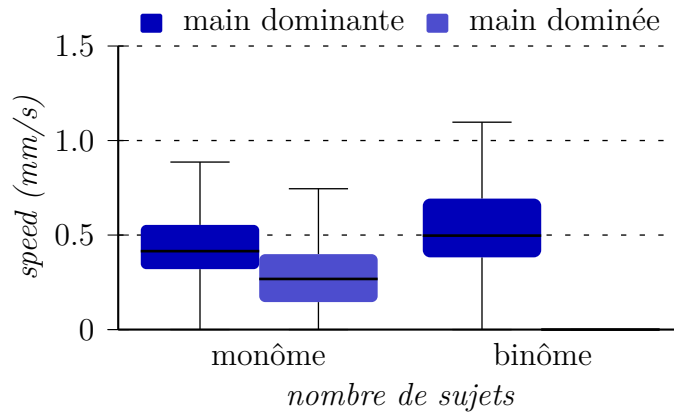 main dominante main dominée
1.5
1.0
0.5
0
speed (mm/s)
monôme binôme
nombre de sujets